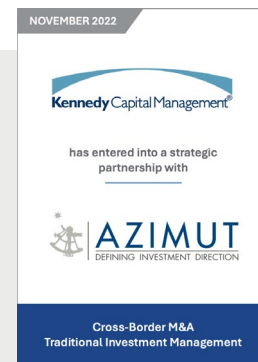 NOVEMBER 2022
Kennedy Capital Management®
has entered into a strategic
partnership with
AZIMUT
DEFINING INVESTMENT DIRECTION
Cross-Border M&A
Traditional Investment Management